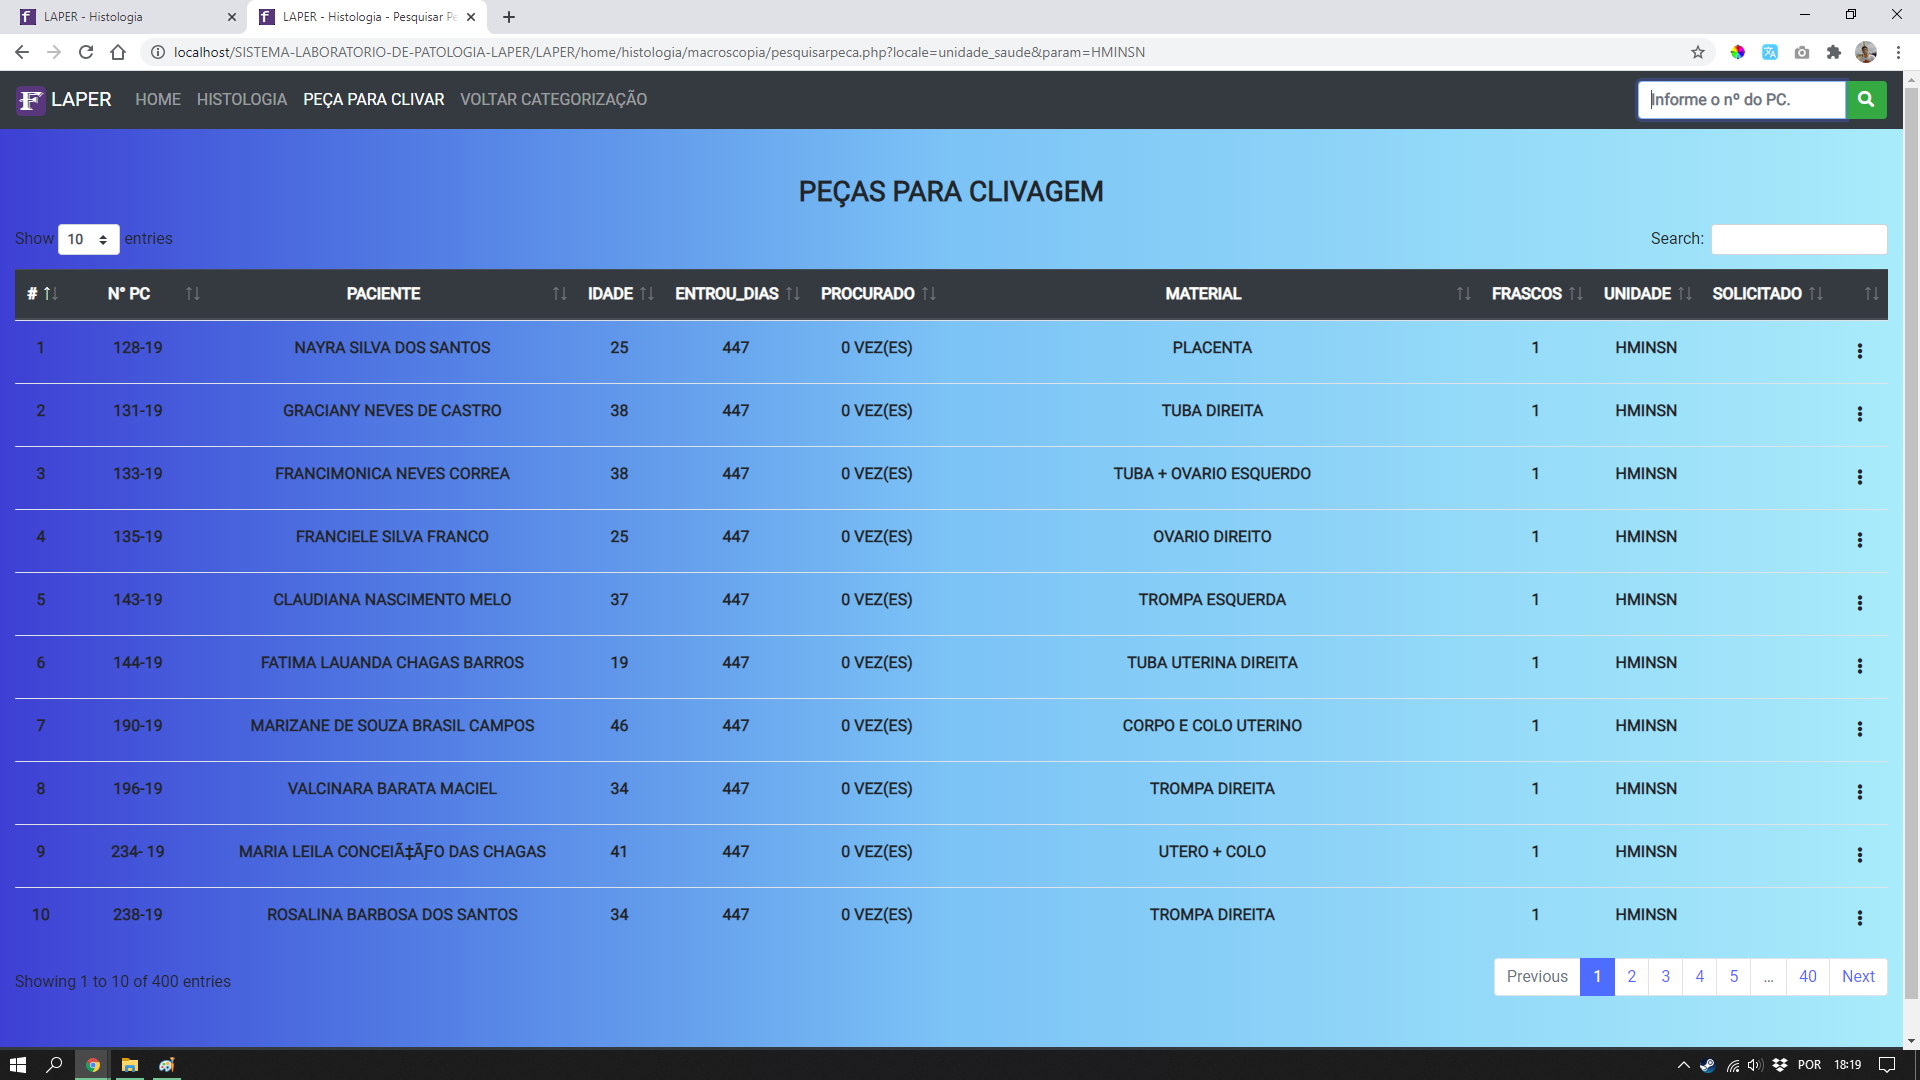 LAPER - Histologia
LAPER - Histologia - Pesquisar Pe
localhost/SISTEMA-LABORATORIO-DE-PATOLOGIA-LAPER/LAPER/home/histologia/macroscopia/pesquisarpeca.php?locale=unidade_saude&param=HMINSN
LAPER HOME HISTOLOGIA PEÇA PARA CLIVAR VOLTAR CATEGORIZAÇÃO Informe o nº do PC.
PEÇAS PARA CLIVAGEM
Show 10 entries Search:
# N° PC PACIENTE IDADE ENTROU_DIAS PROCURADO MATERIAL FRASCOS UNIDADE SOLICITADO
1 128-19 NAYRA SILVA DOS SANTOS 25 447 0 VEZ(ES) PLACENTA 1 HMINSN
2 131-19 GRACIANY NEVES DE CASTRO 38 447 0 VEZ(ES) TUBA DIREITA 1 HMINSN
3 133-19 FRANCIMONICA NEVES CORREA 38 447 0 VEZ(ES) TUBA + OVARIO ESQUERDO 1 HMINSN
4 135-19 FRANCIELE SILVA FRANCO 25 447 0 VEZ(ES) OVARIO DIREITO 1 HMINSN
5 143-19 CLAUDIANA NASCIMENTO MELO 37 447 0 VEZ(ES) TROMPA ESQUERDA 1 HMINSN
6 144-19 FATIMA LAUANDA CHAGAS BARROS 19 447 0 VEZ(ES) TUBA UTERINA DIREITA 1 HMINSN
7 190-19 MARIZANE DE SOUZA BRASIL CAMPOS 46 447 0 VEZ(ES) CORPO E COLO UTERINO 1 HMINSN
8 196-19 VALCINARA BARATA MACIEL 34 447 0 VEZ(ES) TROMPA DIREITA 1 HMINSN
9 234- 19 MARIA LEILA CONCEIÃ‡ÃƒO DAS CHAGAS 41 447 0 VEZ(ES) UTERO + COLO 1 HMINSN
10 238-19 ROSALINA BARBOSA DOS SANTOS 34 447 0 VEZ(ES) TROMPA DIREITA 1 HMINSN
Showing 1 to 10 of 400 entries
Previous 1 2 3 4 5 … 40 Next
POR 18:19